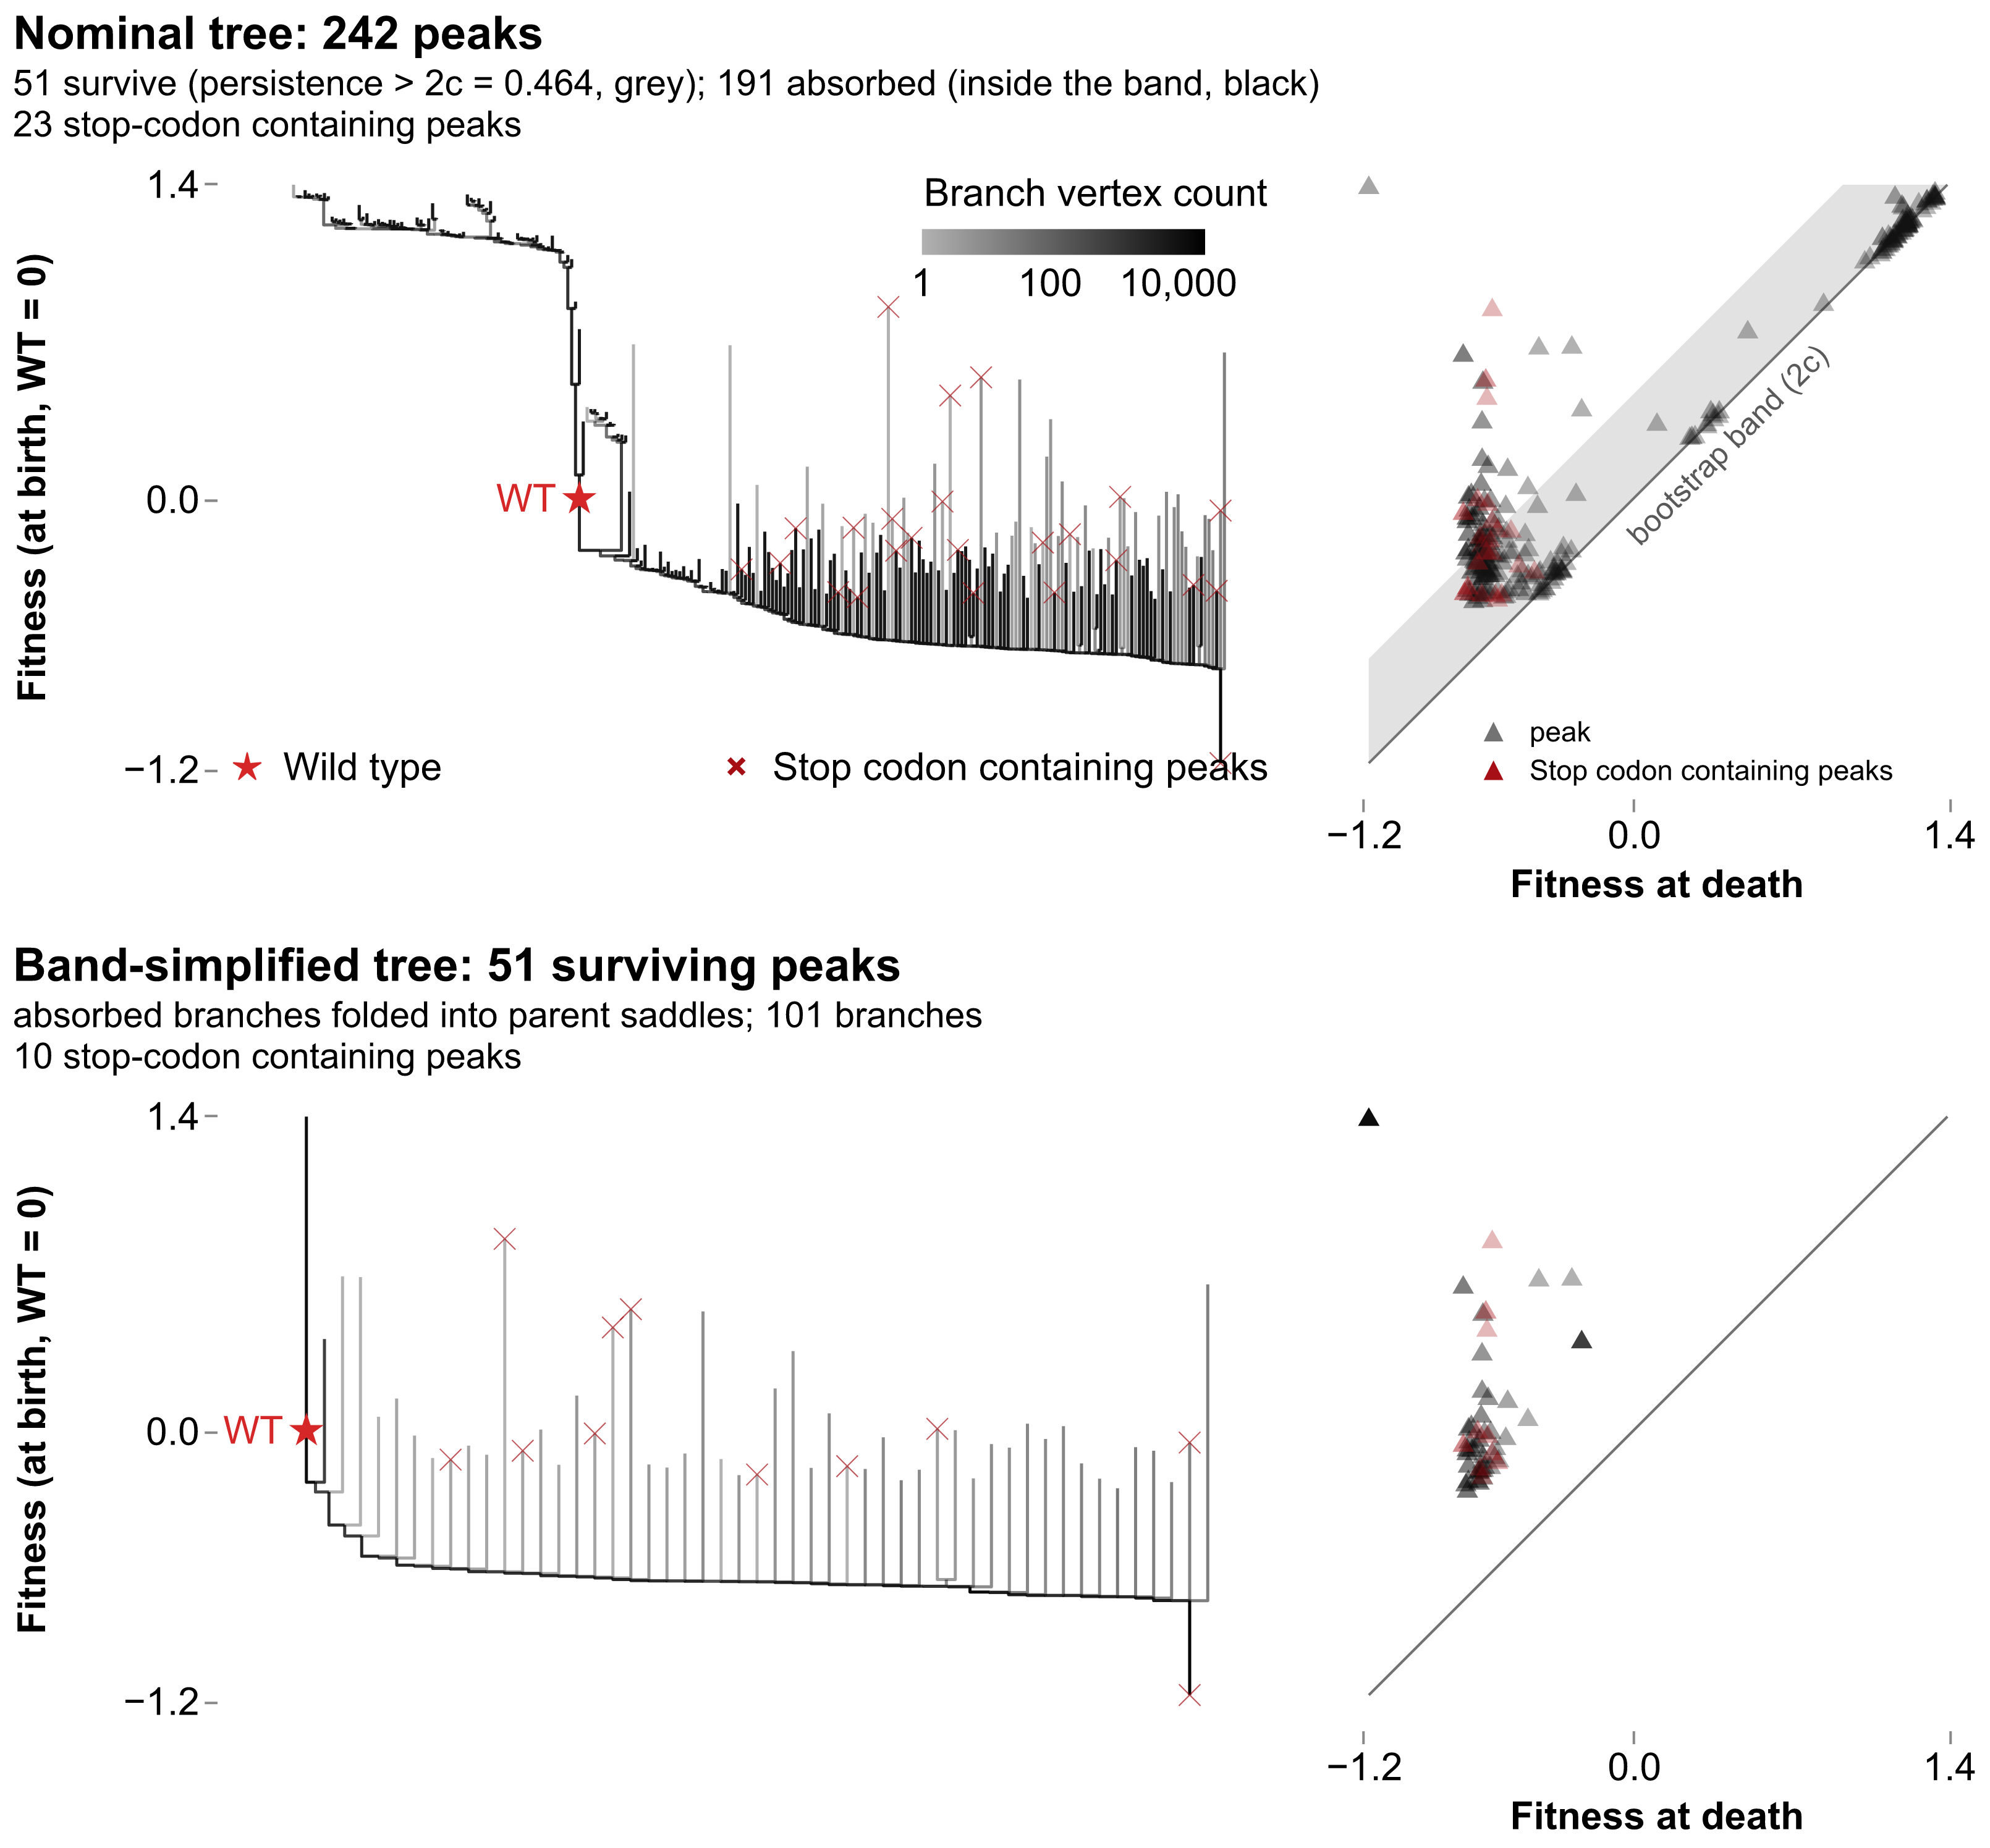 Nominal tree: 242 peaks
51 survive (persistence > 2c = 0.464, grey); 191 absorbed (inside the band, black)
23 stop-codon containing peaks
Fitness (at birth, WT = 0)
1.4
0.0
−1.2
Branch vertex count
1 100 10,000
WT
Wild type
Stop codon containing peaks
bootstrap band (2c)
peak
Stop codon containing peaks
−1.2 0.0 1.4
Fitness at death
Band-simplified tree: 51 surviving peaks
absorbed branches folded into parent saddles; 101 branches
10 stop-codon containing peaks
Fitness (at birth, WT = 0)
1.4
0.0
−1.2
WT
−1.2 0.0 1.4
Fitness at death